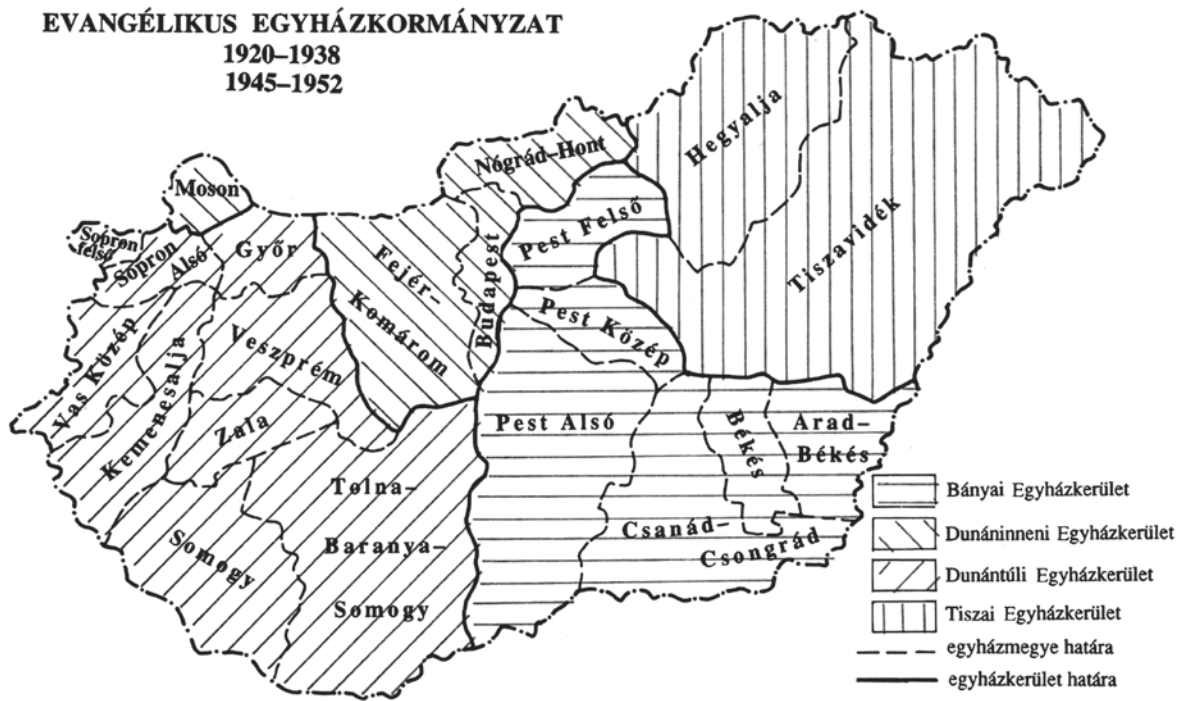 EVANGÉLIKUS EGYHÁZKORMÁNYZAT
1920–1938
1945–1952
Hegyalja
Nógrád–Hont
Moson
Tiszavidék
Pest Felső
Sopron
felső
Sopron
Alsó
Győr
Fejér–
Komárom
Budapest
Pest Közép
Veszprém
Vas Közép
Kemenesalja
Zala
Pest Alsó
Békés
Arad–
Békés
Tolna–
Baranya–
Somogy
Somogy
Csanád–
Csongrád
Bányai Egyházkerület
Dunáninneni Egyházkerület
Dunántúli Egyházkerület
Tiszai Egyházkerület
egyházmegye határa
egyházkerület határa